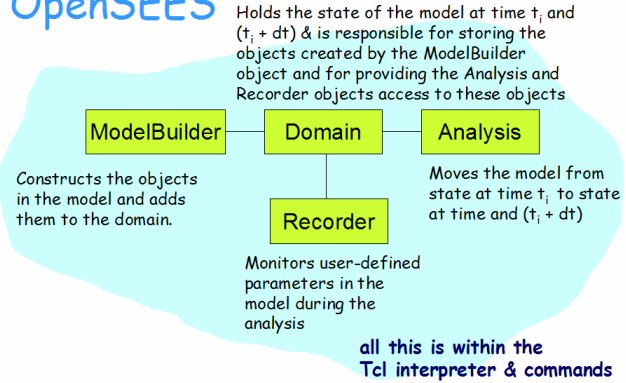 OpenSEES
Holds the state of the model at time tᵢ and
(tᵢ + dt) & is responsible for storing the
objects created by the ModelBuilder
object and for providing the Analysis and
Recorder objects access to these objects
ModelBuilder
Domain
Analysis
Constructs the objects
in the model and adds
them to the domain.
Moves the model from
state at time tᵢ to state
at time and (tᵢ + dt)
Recorder
Monitors user-defined
parameters in the
model during the
analysis
all this is within the
Tcl interpreter & commands